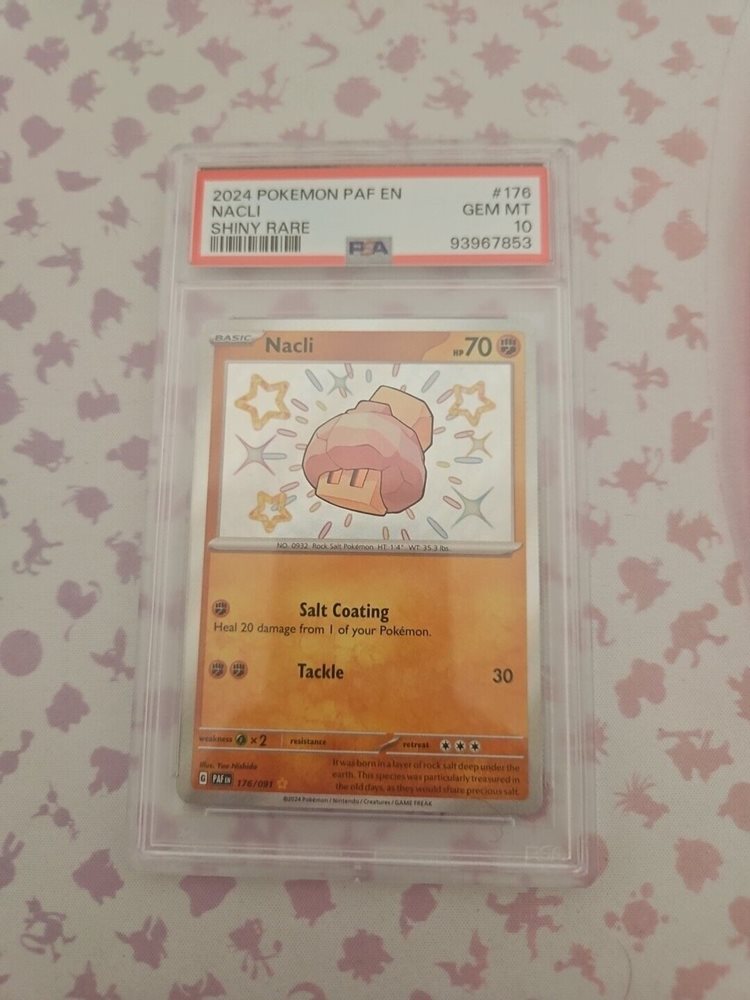 2024 POKEMON PAF EN #176
NACLI GEM MT
SHINY RARE 10
PSA 93967853
BASIC Nacli HP 70
NO. 0932 Rock Salt Pokémon HT: 1'4" WT: 35.3 lbs.
Salt Coating
Heal 20 damage from 1 of your Pokémon.
Tackle 30
weakness ×2 resistance retreat
Illus. Yuu Nishida
It was born in a layer of rock salt deep under the
earth. This species was particularly treasured in
the old days, as they would share precious salt.
G PAF EN 176/091
©2024 Pokémon / Nintendo / Creatures / GAME FREAK